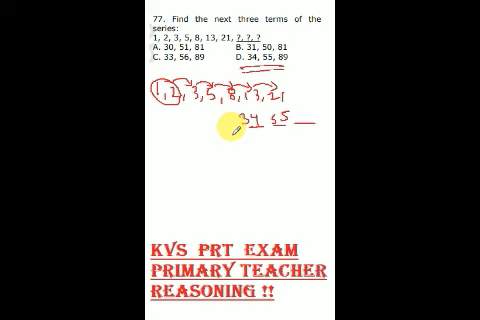 77. Find the next three terms of the
series:
1, 2, 3, 5, 8, 13, 21, ?, ?, ?
A. 30, 51, 81 B. 31, 50, 81
C. 33, 56, 89 D. 34, 55, 89
1, 2, 3, 5, 8, 13, 21
34 55
KVS PRT EXAM
PRIMARY TEACHER
REASONING !!